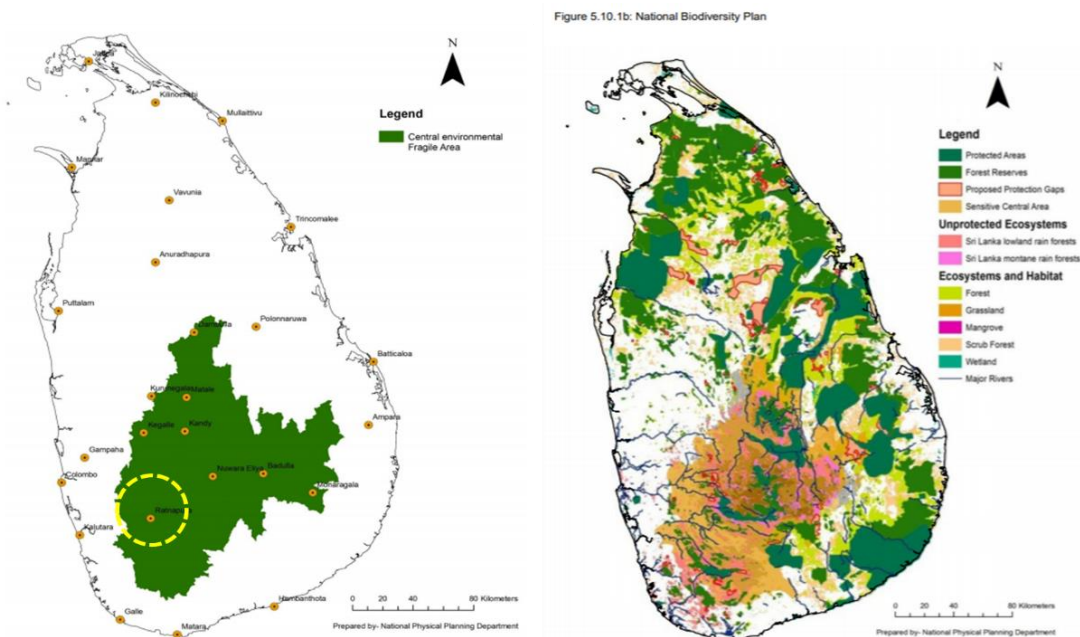 N
Jaffna
Kilinochchi
Mullaittivu
Legend
Central environmental
Fragile Area
Mannar
Vavunia
Trincomalee
Anuradhapura
Puttalam
Polonnaruwa
Dambulla
Batticaloa
Kurunegala
Matale
Ampara
Kegalle
Kandy
Gampaha
Nuwara Eliya
Badulla
Colombo
Monaragala
Ratnapura
Kalutara
Hambanthota
Galle
Matara
0 20 40 80 Kilometers
Prepared by- National Physical Planning Department
Figure 5.10.1b: National Biodiversity Plan
N
Legend
Protected Areas
Forest Reserves
Proposed Protection Gaps
Sensitive Central Area
Unprotected Ecosystems
Sri Lanka lowland rain forests
Sri Lanka montane rain forests
Ecosystems and Habitat
Forest
Grassland
Mangrove
Scrub Forest
Wetland
Major Rivers
0 20 40 80 Kilometers
Prepared by- National Physical Planning Department